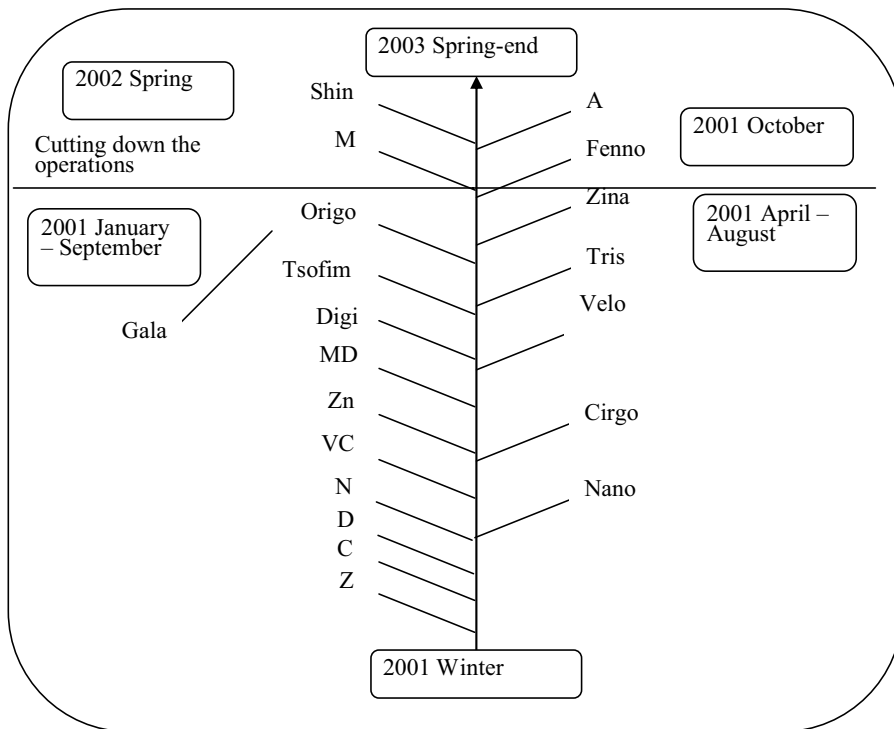 2003 Spring-end
2002 Spring
Shin
A
2001 October
Cutting down the
operations
M
Fenno
Zina
2001 January
– September
Origo
2001 April –
August
Tsofim
Tris
Gala
Digi
Velo
MD
Zn
Cirgo
VC
N
Nano
D
C
Z
2001 Winter